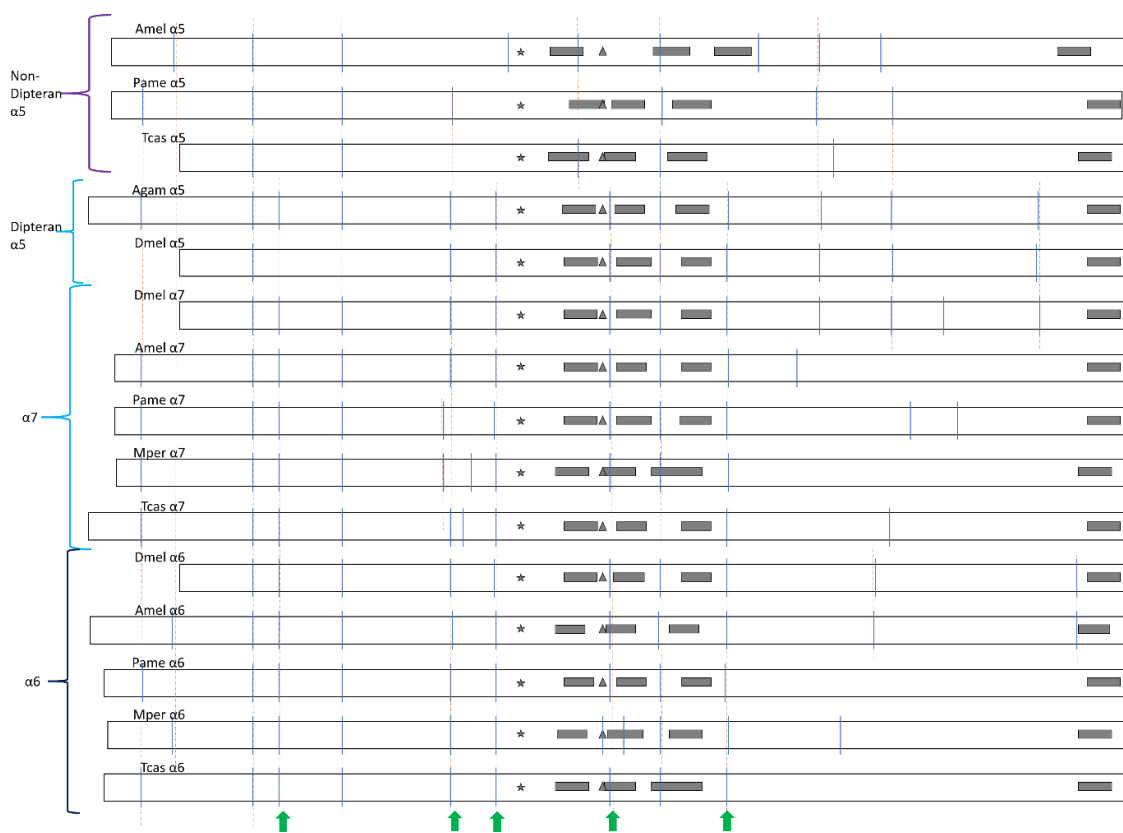 Amel α5
Non-
Dipteran
α5
Pame α5
Tcas α5
Agam α5
Dipteran
α5
Dmel α5
Dmel α7
Amel α7
α7
Pame α7
Mper α7
Tcas α7
Dmel α6
Amel α6
α6
Pame α6
Mper α6
Tcas α6